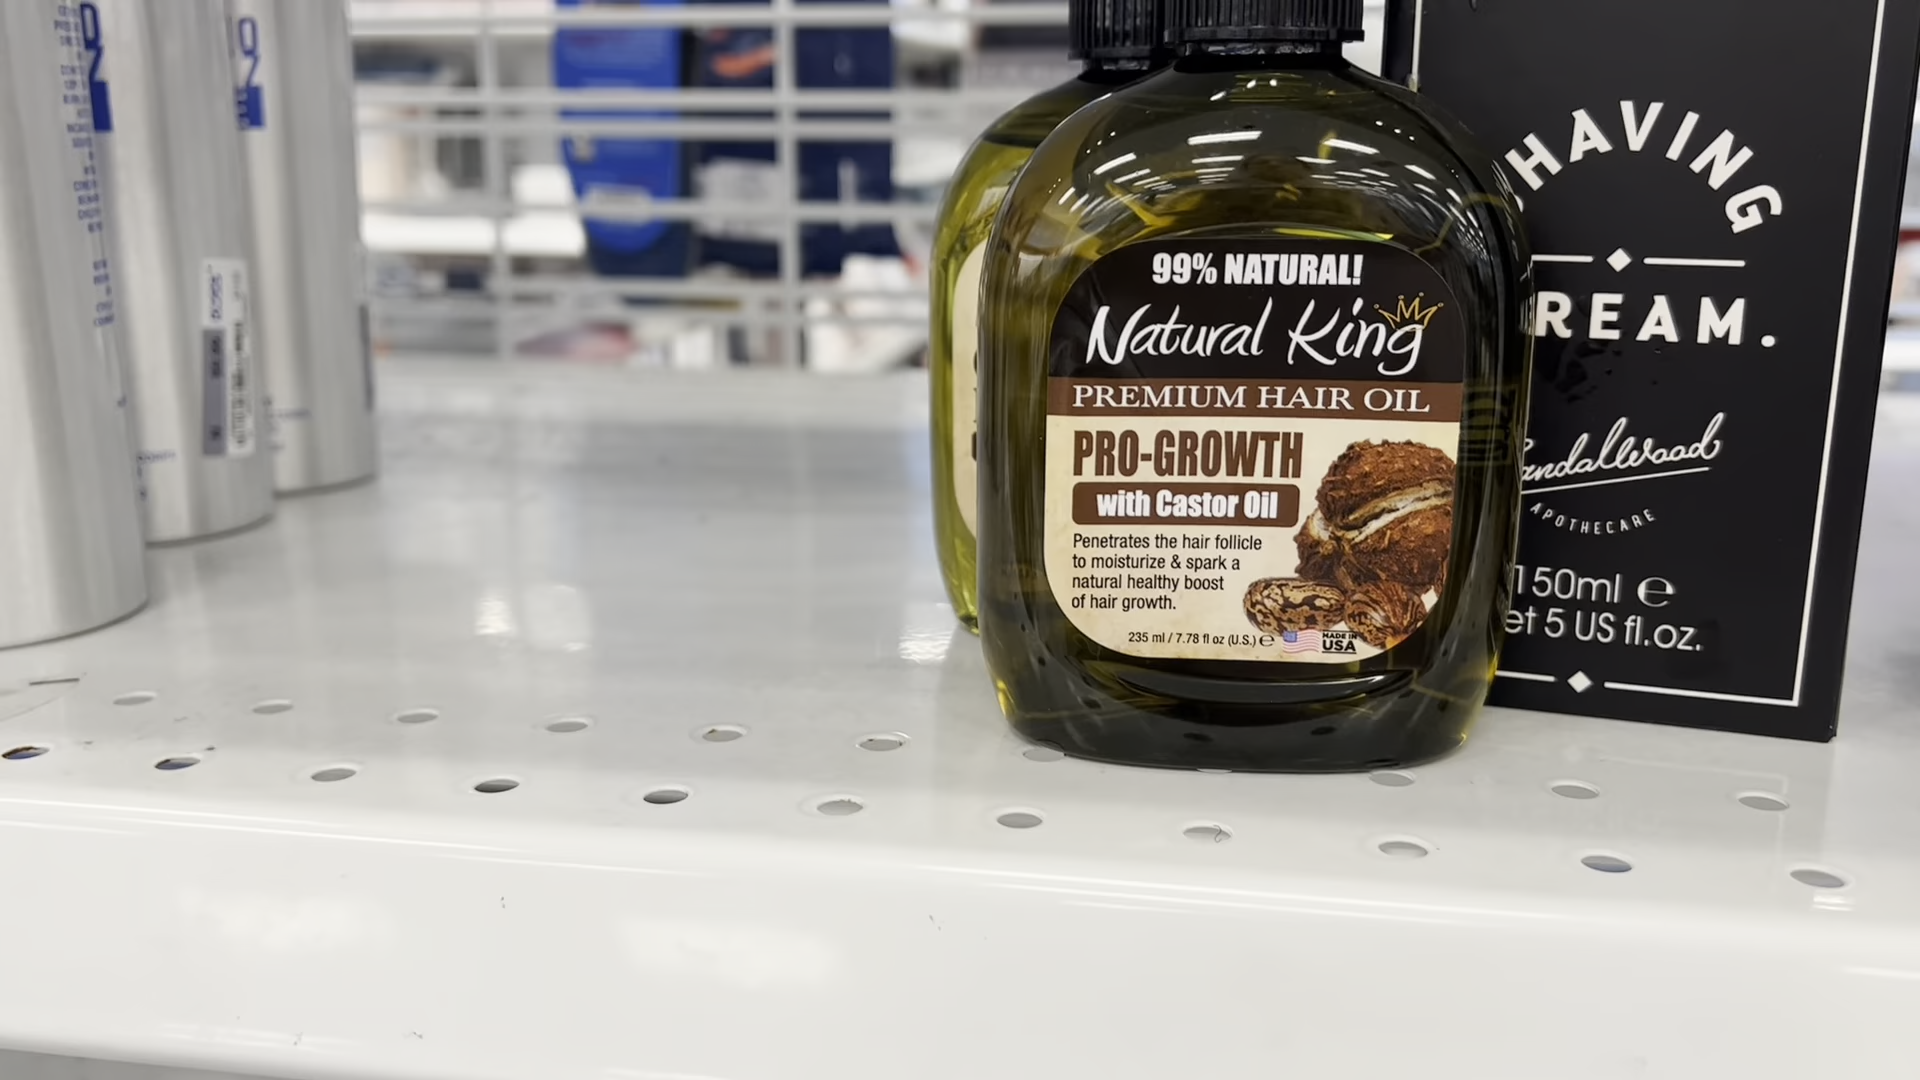 99% NATURAL!
Natural King
PREMIUM HAIR OIL
PRO-GROWTH
with Castor Oil
Penetrates the hair follicle
to moisturize & spark a
natural healthy boost
of hair growth.
235 ml / 7.78 fl oz (U.S.) e
MADE IN
USA
HAVING
REAM.
andalwood
APOTHECARE
150ml e
et 5 US fl.oz.